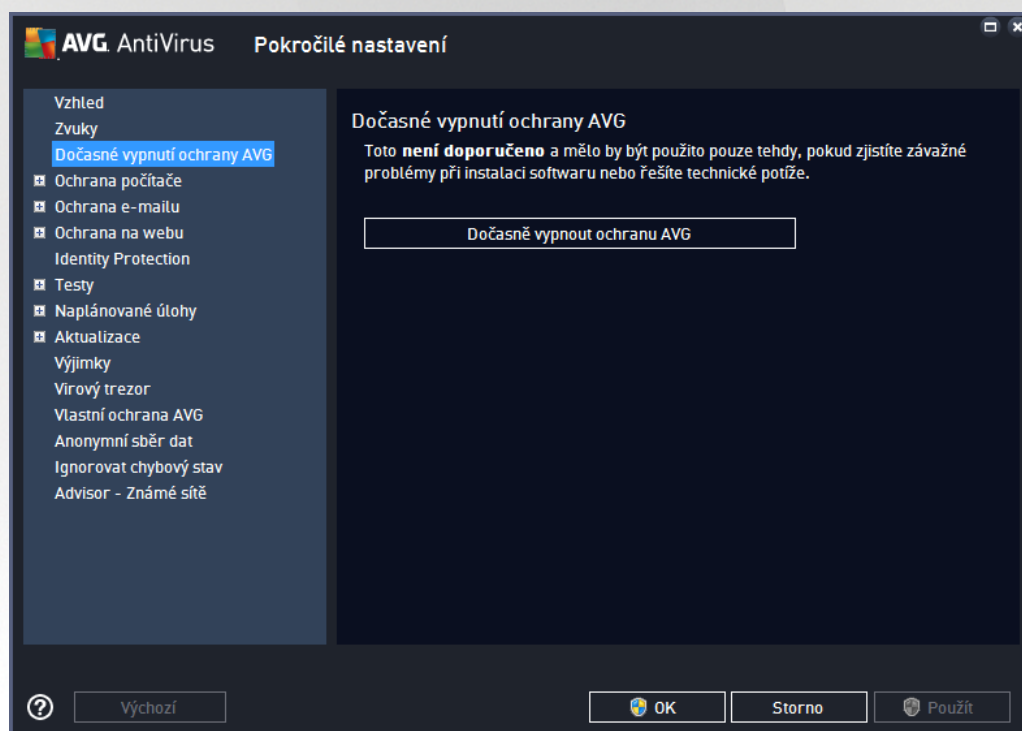 AVG. AntiVirus Pokročilé nastavení
Vzhled
Zvuky
Dočasné vypnutí ochrany AVG
Ochrana počítače
Ochrana e-mailu
Ochrana na webu
Identity Protection
Testy
Naplánované úlohy
Aktualizace
Výjimky
Virový trezor
Vlastní ochrana AVG
Anonymní sběr dat
Ignorovat chybový stav
Advisor - Známé sítě
Dočasné vypnutí ochrany AVG
Toto není doporučeno a mělo by být použito pouze tehdy, pokud zjistíte závažné
problémy při instalaci softwaru nebo řešíte technické potíže.
Dočasně vypnout ochranu AVG
Výchozí
OK
Storno
Použít